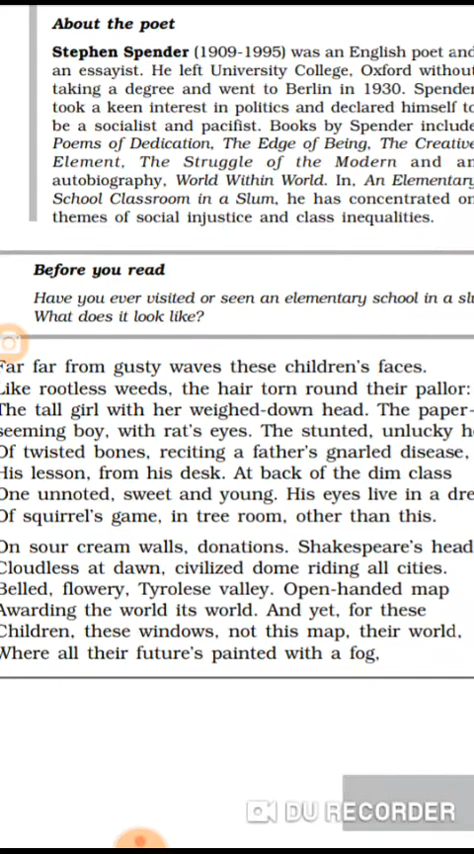 About the poet
Stephen Spender (1909-1995) was an English poet and
an essayist. He left University College, Oxford without
taking a degree and went to Berlin in 1930. Spender
took a keen interest in politics and declared himself to
be a socialist and pacifist. Books by Spender include
Poems of Dedication, The Edge of Being, The Creative
Element, The Struggle of the Modern and an
autobiography, World Within World. In, An Elementary
School Classroom in a Slum, he has concentrated on
themes of social injustice and class inequalities.
Before you read
Have you ever visited or seen an elementary school in a
What does it look like?
Far far from gusty waves these children's faces.
Like rootless weeds, the hair torn round their pallor:
The tall girl with her weighed-down head. The paper-
seeming boy, with rat's eyes. The stunted, unlucky
Of twisted bones, reciting a father's gnarled disease,
His lesson, from his desk. At back of the dim class
One unnoted, sweet and young. His eyes live in a
Of squirrel's game, in tree room, other than this.
On sour cream walls, donations. Shakespeare's head
Cloudless at dawn, civilized dome riding all cities.
Belled, flowery, Tyrolese valley. Open-handed map
Awarding the world its world. And yet, for these
Children, these windows, not this map, their world,
Where all their future's painted with a fog,
DU RECORDER